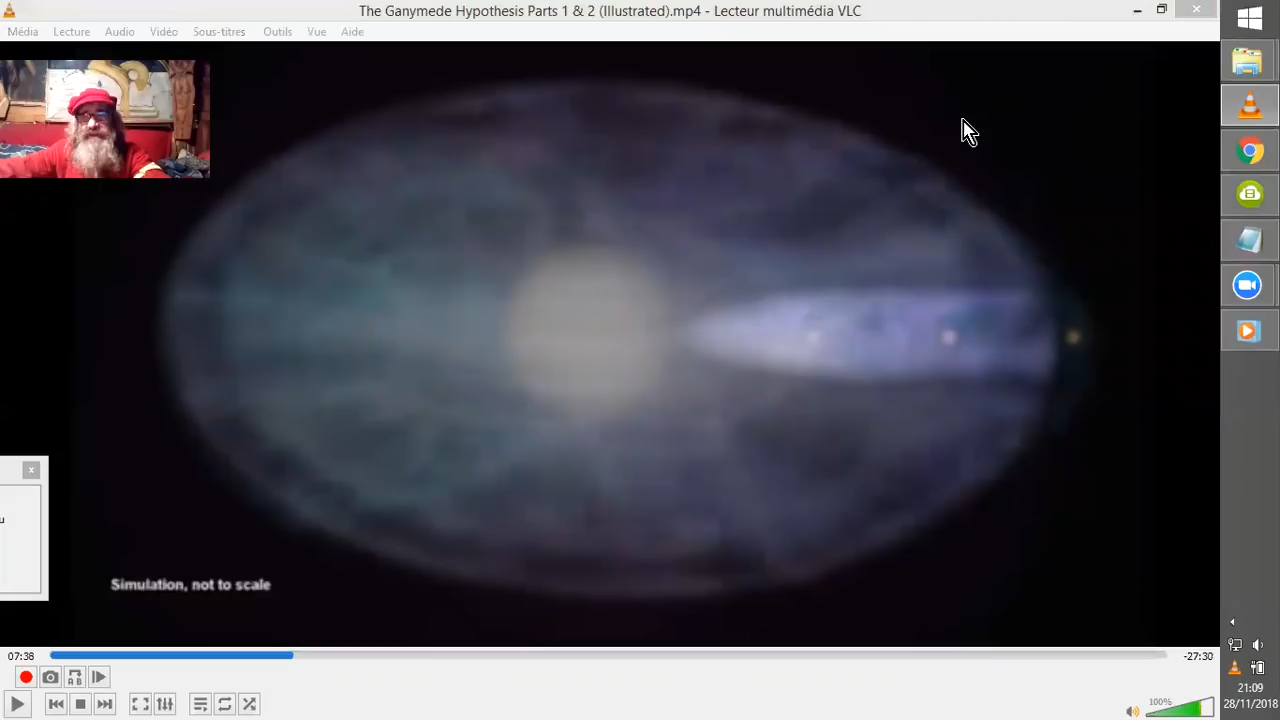 The Ganymede Hypothesis Parts 1 & 2 (Illustrated).mp4 - Lecteur multimédia VLC
Média Lecture Audio Vidéo Sous-titres Outils Vue Aide
x
u
Simulation, not to scale
07:38
-27:30
A B
100%
21:09
28/11/2018